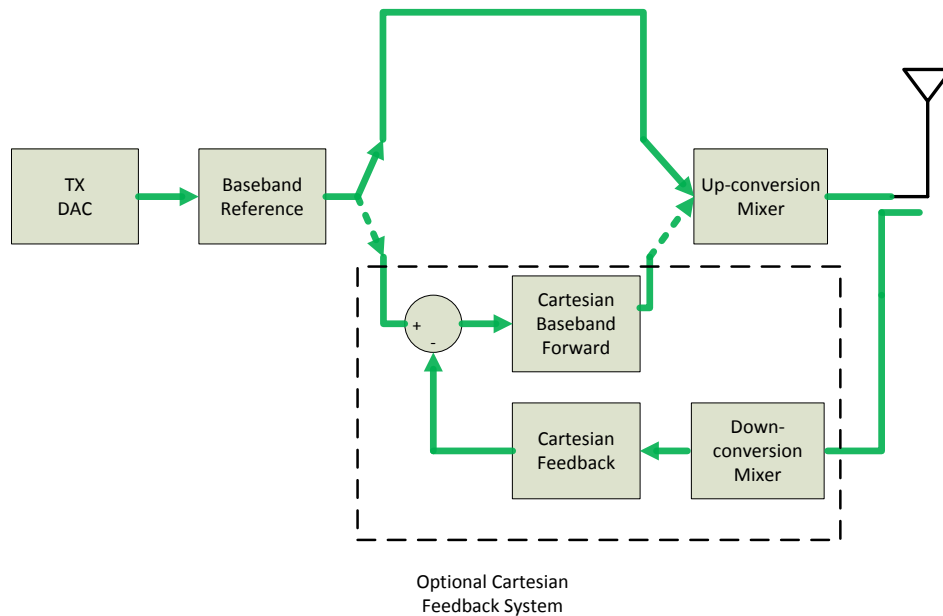 TX
DAC
Baseband
Reference
Up-conversion
Mixer
+
-
Cartesian
Baseband
Forward
Cartesian
Feedback
Down-
conversion
Mixer
Optional Cartesian
Feedback System